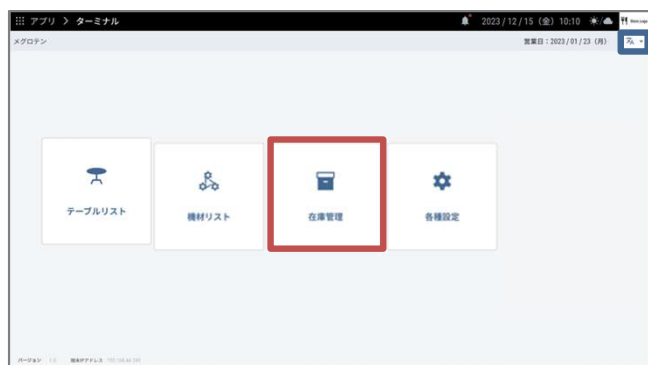 アプリ > ターミナル 2023/12/15 (金) 10:10
メグロテン 営業日:2023/01/23 (月)
テーブルリスト
機材リスト
在庫管理
各種設定
バージョン 1.0 端末IPアドレス